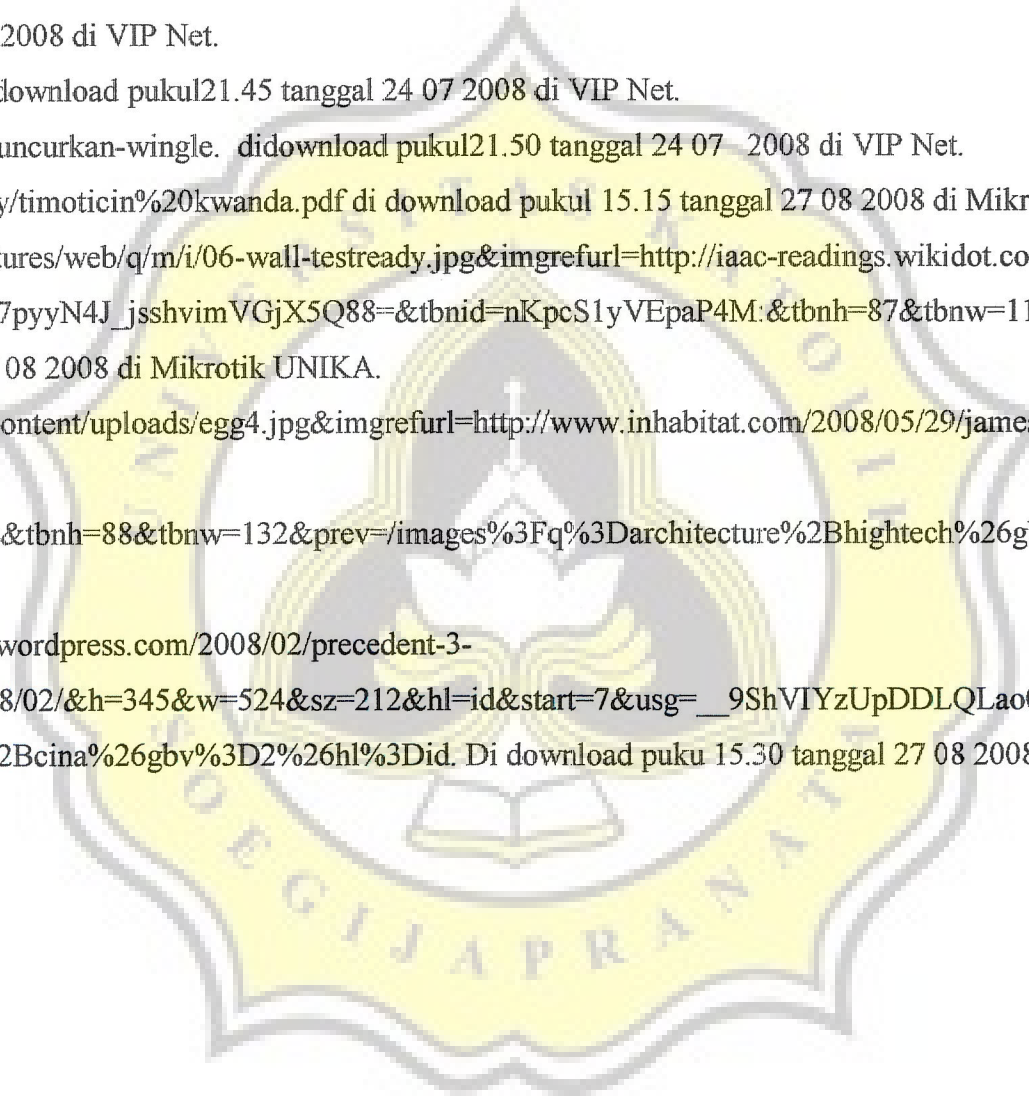 2008 di VIP Net.
download pukul21.45 tanggal 24 07 2008 di VIP Net.
uncurkan-wingle. didownload pukul21.50 tanggal 24 07 2008 di VIP Net.
y/timoticin%20kwanda.pdf di download pukul 15.15 tanggal 27 08 2008 di Mikr
tures/web/q/m/i/06-wall-testready.jpg&imgrefurl=http://iaac-readings.wikidot.co
7pyyN4J_jsshvimVGjX5Q88=&tbnid=nKpcS1yVEpaP4M:&tbnh=87&tbnw=11
08 2008 di Mikrotik UNIKA.
ontent/uploads/egg4.jpg&imgrefurl=http://www.inhabitat.com/2008/05/29/james
&tbnh=88&tbnw=132&prev=/images%3Fq%3Darchitecture%2Bhightech%26g
wordpress.com/2008/02/precedent-3-
8/02/&h=345&w=524&sz=212&hl=id&start=7&usg=__9ShVIYzUpDDLQLao
2Bcina%26gbv%3D2%26hl%3Did. Di download puku 15.30 tanggal 27 08 2008
UNIVERSITAS KATOLIK
SOEGIJAPRANATA